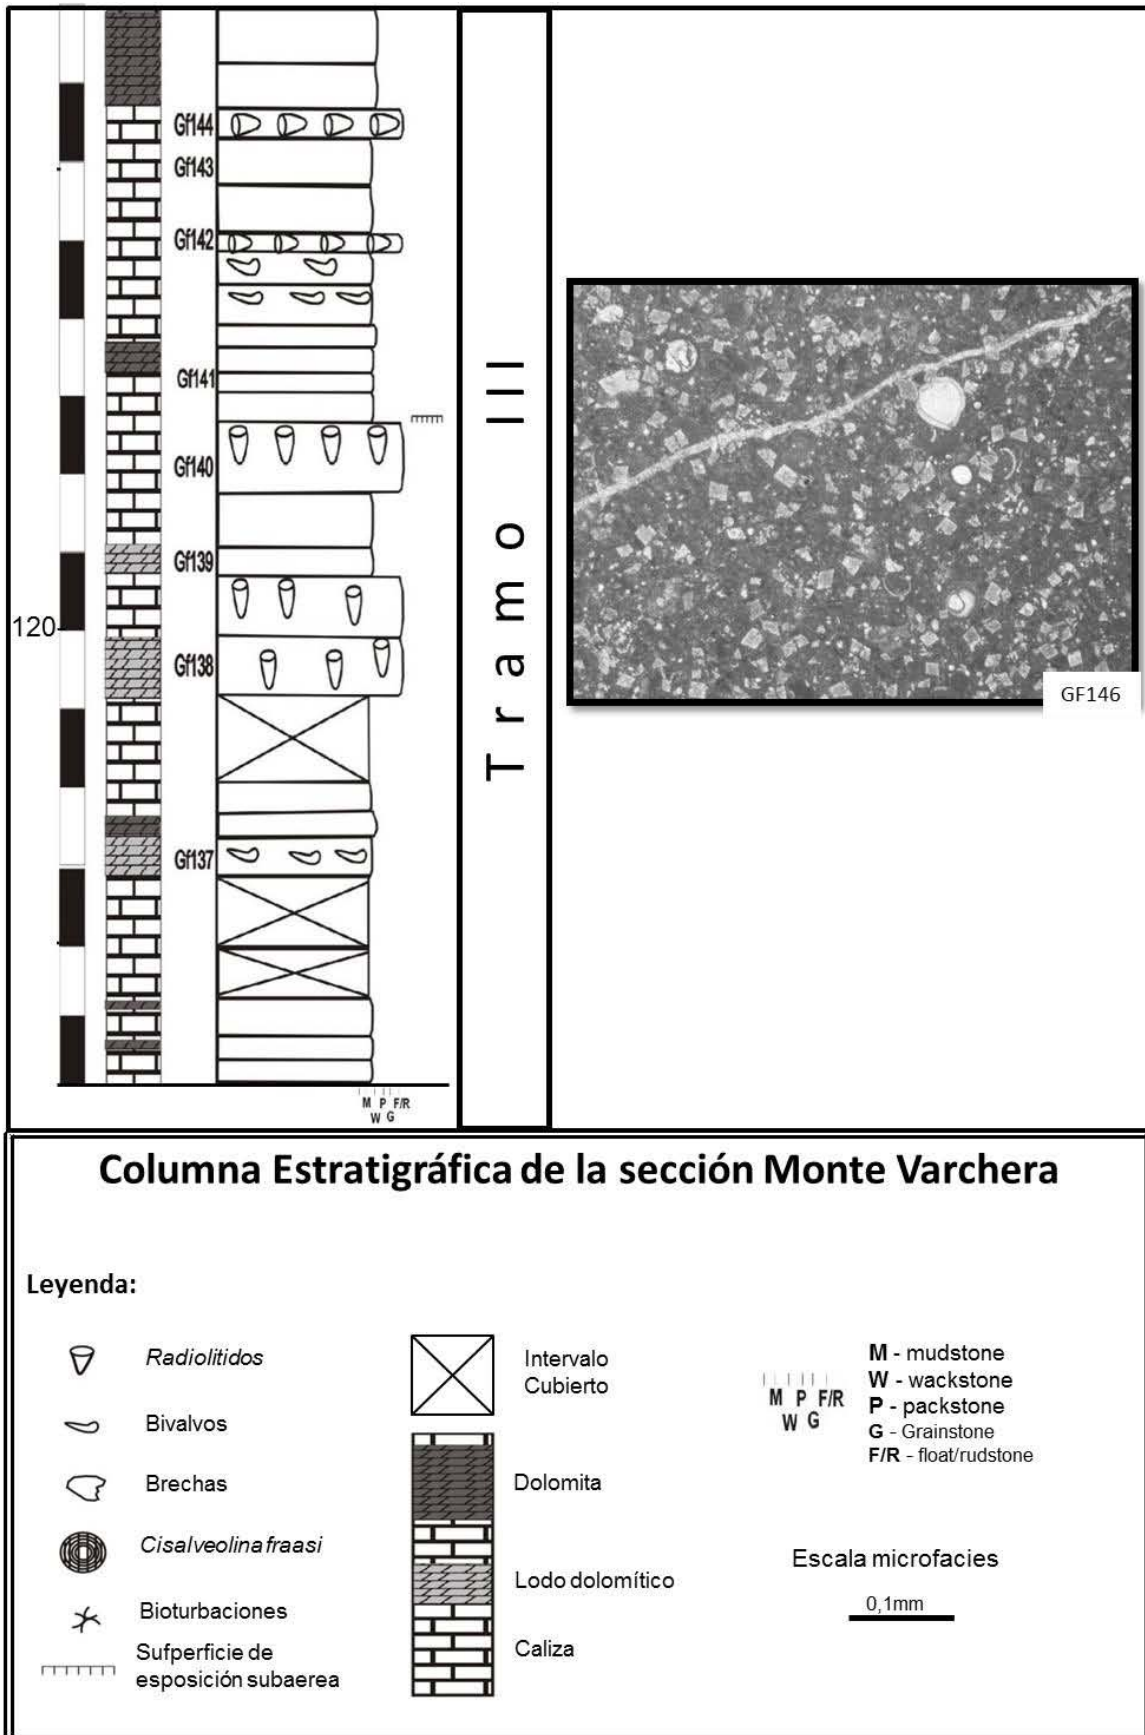 Gf144
Gf143
Gf142
Gf141
Gf140
Gf139
120
Gf138
Gf137
M P F/R
W G
Tramo III
GF146
Columna Estratigráfica de la sección Monte Varchera
Leyenda:
Radiolitidos
Bivalvos
Brechas
Cisalveolina fraasi
Bioturbaciones
Sufperficie de
esposición subaerea
Intervalo
Cubierto
Dolomita
Lodo dolomítico
Caliza
M P F/R
W G
M - mudstone
W - wackstone
P - packstone
G - Grainstone
F/R - float/rudstone
Escala microfacies
0,1mm